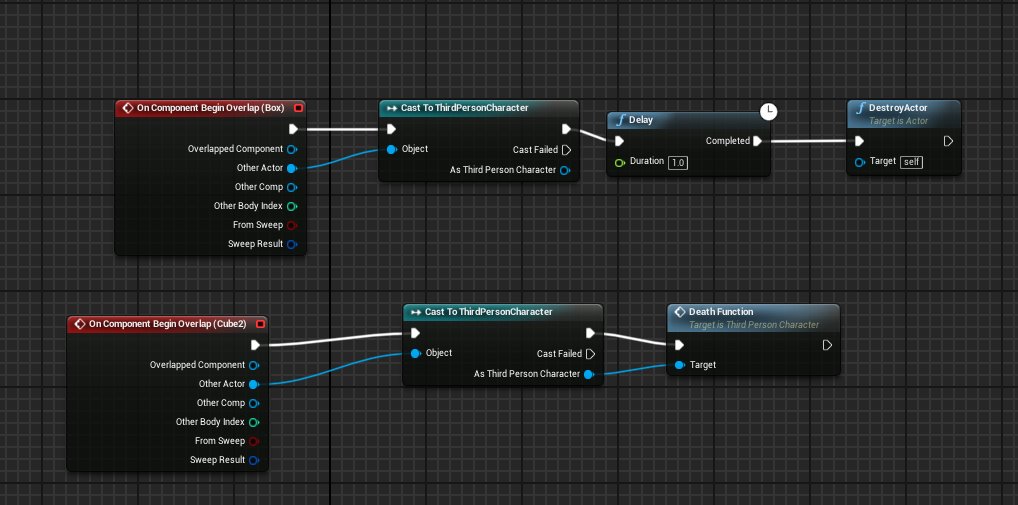 On Component Begin Overlap (Box)
Overlapped Component
Other Actor
Other Comp
Other Body Index
From Sweep
Sweep Result
Cast To ThirdPersonCharacter
Object
Cast Failed
As Third Person Character
Delay
Completed
Duration 1.0
DestroyActor
Target is Actor
Target self
On Component Begin Overlap (Cube2)
Overlapped Component
Other Actor
Other Comp
Other Body Index
From Sweep
Sweep Result
Cast To ThirdPersonCharacter
Object
Cast Failed
As Third Person Character
Death Function
Target is Third Person Character
Target